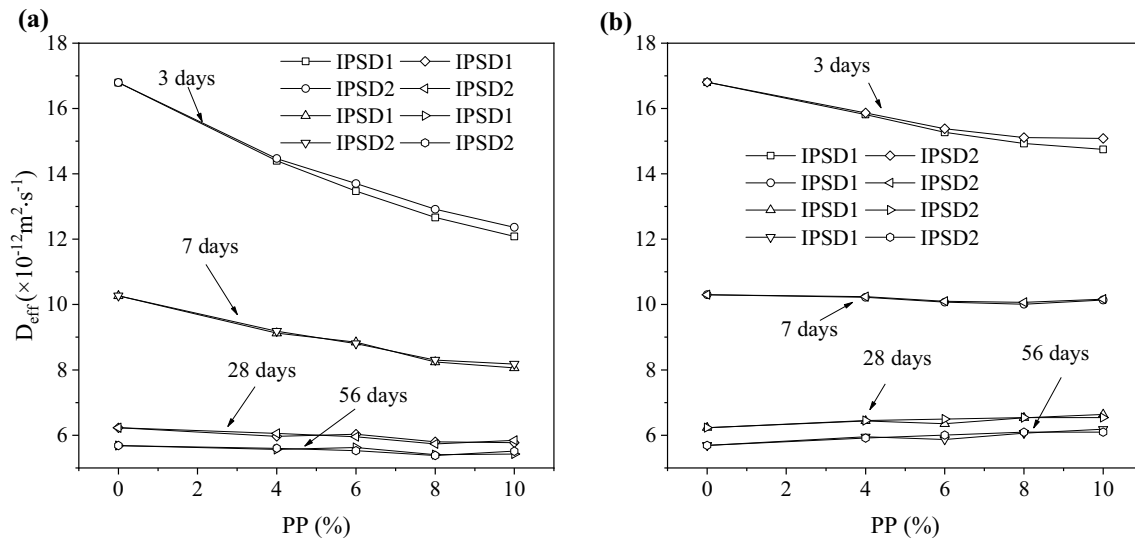 (a)
18
16
14
12
10
8
6
D_eff (×10^-12 m^2·s^-1)
IPSD1 IPSD1
IPSD2 IPSD2
IPSD1 IPSD1
IPSD2 IPSD2
3 days
7 days
28 days
56 days
0 2 4 6 8 10
PP (%)
(b)
18
16
14
12
10
8
6
3 days
IPSD1 IPSD2
IPSD1 IPSD2
IPSD1 IPSD2
IPSD1 IPSD2
7 days
28 days
56 days
0 2 4 6 8 10
PP (%)